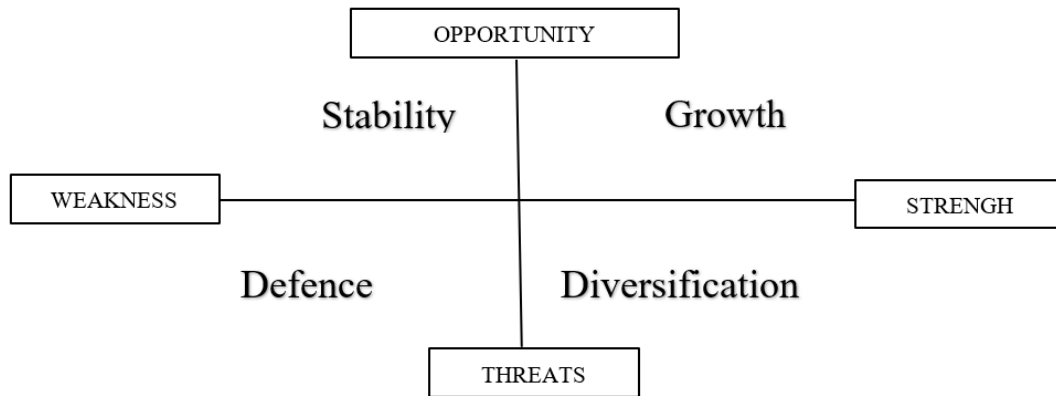 OPPORTUNITY
Stability Growth
WEAKNESS STRENGH
Defence Diversification
THREATS